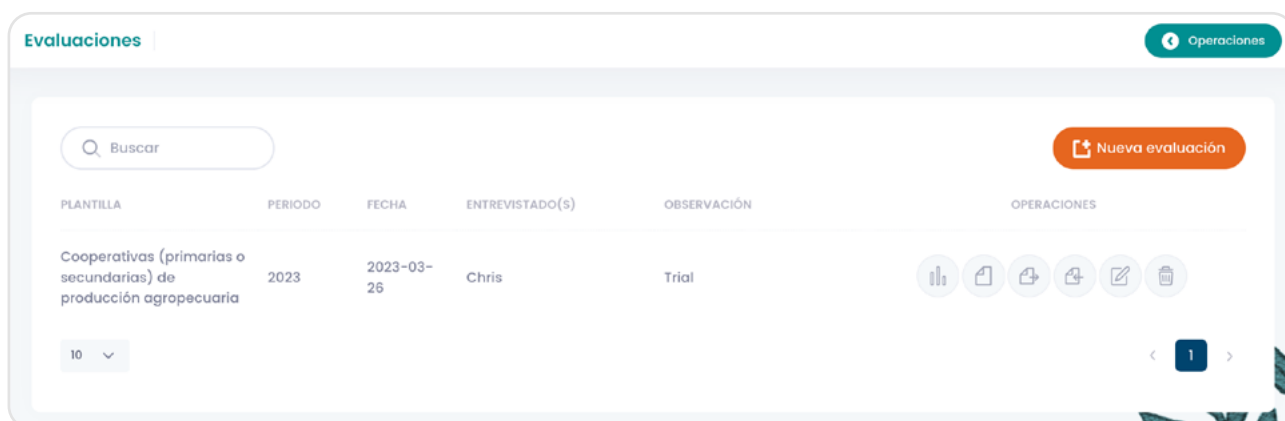 Evaluaciones
Operaciones
Buscar
Nueva evaluación
PLANTILLA PERIODO FECHA ENTREVISTADO(S) OBSERVACIÓN OPERACIONES
Cooperativas (primarias o
secundarias) de
producción agropecuaria
2023
2023-03-
26
Chris
Trial
10
1